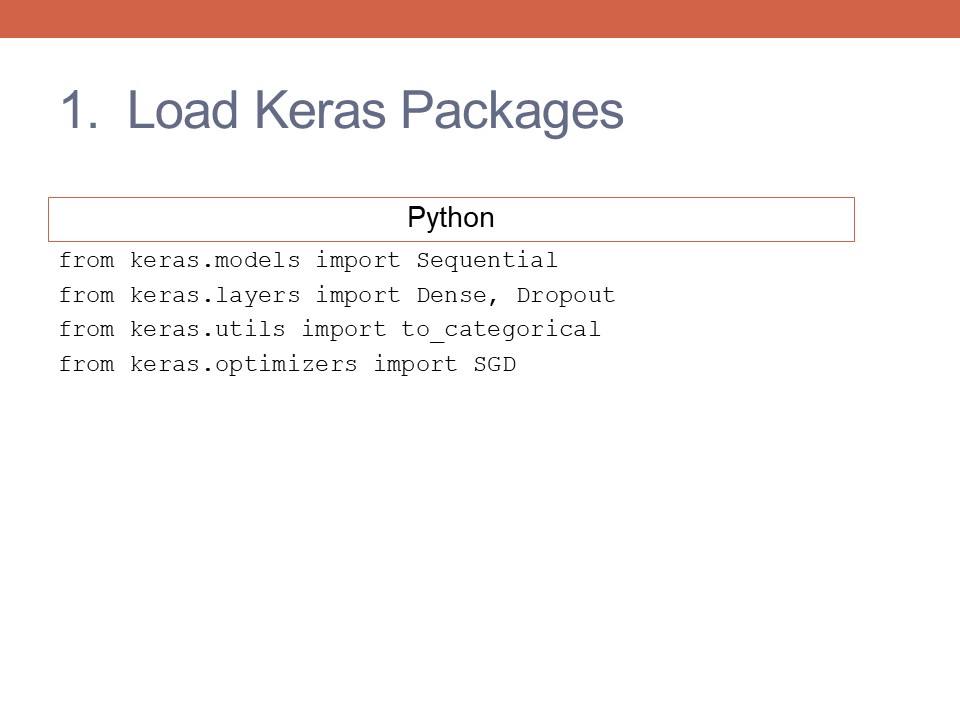 1. Load Keras Packages
Python
from keras.models import Sequential
from keras.layers import Dense, Dropout
from keras.utils import to_categorical
from keras.optimizers import SGD